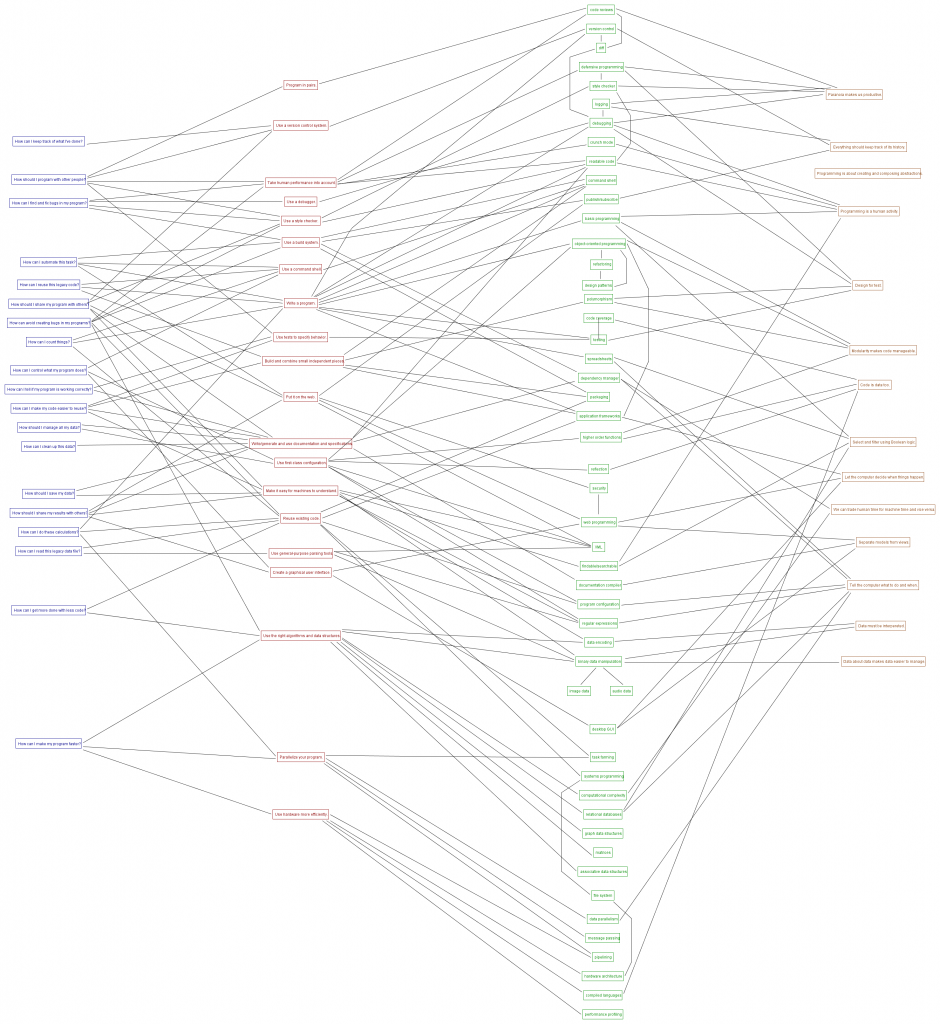 How can I keep track of what I've done?
How should I program with other people?
How can I find and fix bugs in my program?
How can I automate this task?
How can I reuse this legacy code?
How should I share my program with others?
How can I avoid creating bugs in my programs?
How can I count things?
How can I control what my program does?
How can I tell if my program is working correctly?
How can I make my code easier to reuse?
How should I manage all my data?
How can I clean up this data?
How should I save my data?
How should I share my results with others?
How can I do these calculations?
How can I read this legacy data file?
How can I get more done with less code?
How can I make my program faster?
Program in pairs
Use a version control system
Take human performance into account
Use a debugger
Use a style checker
Use a build system
Use a command shell
Write a program
Use tests to specify behavior
Build and combine small independent pieces
Put it on the web
Write/generate and use documentation and specifications
Use first-class configuration
Make it easy for machines to understand
Reuse existing code
Use general-purpose parsing tools
Create a graphical user interface
Use the right algorithms and data structures
Parallelize your program
Use hardware more efficiently
code reviews
version control
diff
defensive programming
style checker
logging
debugging
crunch mode
readable code
command shell
publish/subscribe
basic programming
object-oriented programming
refactoring
design patterns
polymorphism
code coverage
testing
spreadsheets
dependency manager
packaging
application frameworks
higher order functions
reflection
security
web programming
XML
documentation compiler
program configuration
regular expressions
data encoding
binary data manipulation
image data
audio data
desktop GUI
task farming
systems programming
computational complexity
relational databases
graph data structures
matrices
associative data structures
file system
data parallelism
message passing
pipelining
hardware architecture
compiled languages
performance profiling
Paranoia makes us productive
Everything should keep track of its history
Programming is about creating and composing abstractions
Programming is a human activity
Design for test
Modularity makes code manageable
Code is data too
Select and filter using Boolean logic
Let the computer decide when things happen
We can trade human time for machine time and vice versa
Separate models from views
Tell the computer what to do and when
Data must be interpreted
Data about data makes data easier to manage